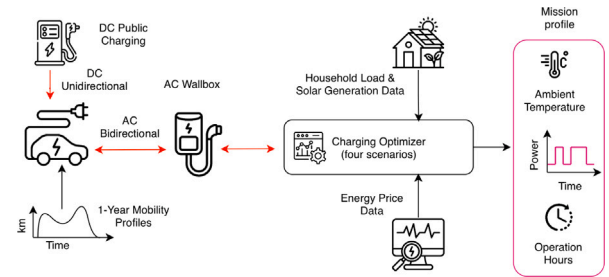 DC Public
Charging
DC
Unidirectional
AC Wallbox
AC
Bidirectional
1-Year Mobility
Profiles
km
Time
Household Load &
Solar Generation Data
Charging Optimizer
(four scenarios)
Energy Price
Data
Mission
profile
°C
Ambient
Temperature
Power
Time
Operation
Hours